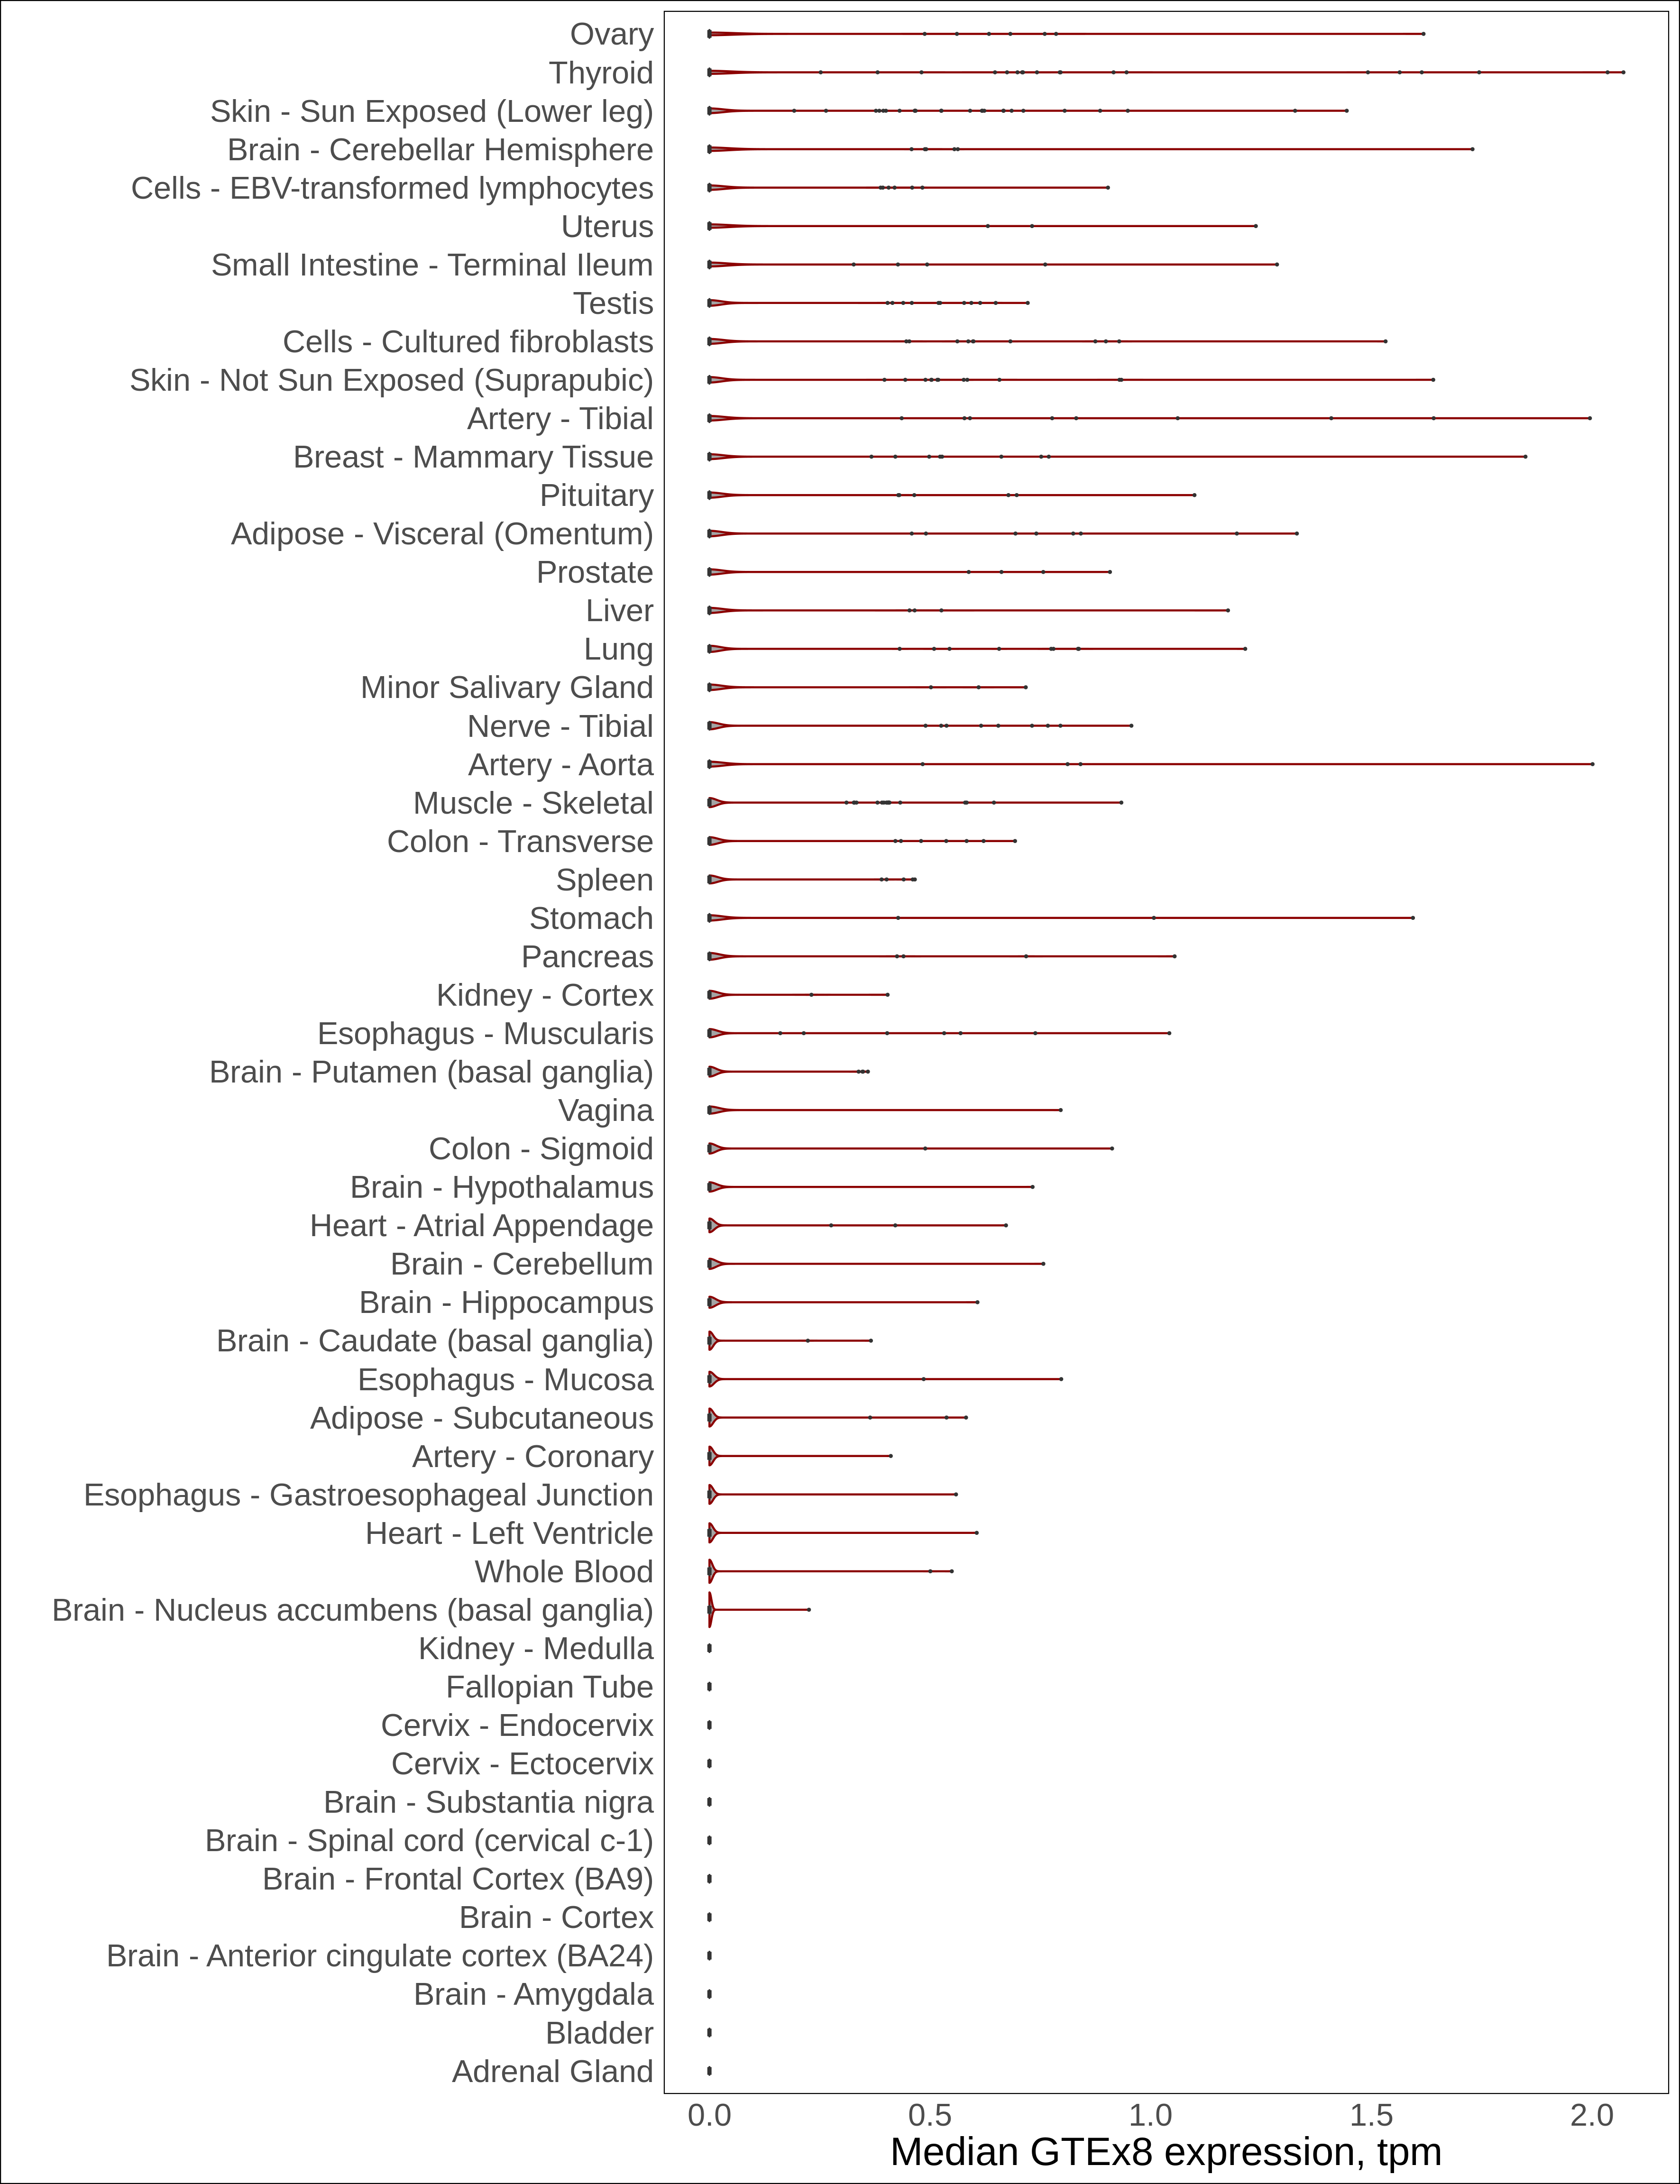 Ovary
Thyroid
Skin - Sun Exposed (Lower leg)
Brain - Cerebellar Hemisphere
Cells - EBV-transformed lymphocytes
Uterus
Small Intestine - Terminal Ileum
Testis
Cells - Cultured fibroblasts
Skin - Not Sun Exposed (Suprapubic)
Artery - Tibial
Breast - Mammary Tissue
Pituitary
Adipose - Visceral (Omentum)
Prostate
Liver
Lung
Minor Salivary Gland
Nerve - Tibial
Artery - Aorta
Muscle - Skeletal
Colon - Transverse
Spleen
Stomach
Pancreas
Kidney - Cortex
Esophagus - Muscularis
Brain - Putamen (basal ganglia)
Vagina
Colon - Sigmoid
Brain - Hypothalamus
Heart - Atrial Appendage
Brain - Cerebellum
Brain - Hippocampus
Brain - Caudate (basal ganglia)
Esophagus - Mucosa
Adipose - Subcutaneous
Artery - Coronary
Esophagus - Gastroesophageal Junction
Heart - Left Ventricle
Whole Blood
Brain - Nucleus accumbens (basal ganglia)
Kidney - Medulla
Fallopian Tube
Cervix - Endocervix
Cervix - Ectocervix
Brain - Substantia nigra
Brain - Spinal cord (cervical c-1)
Brain - Frontal Cortex (BA9)
Brain - Cortex
Brain - Anterior cingulate cortex (BA24)
Brain - Amygdala
Bladder
Adrenal Gland
0.0 0.5 1.0 1.5 2.0
Median GTEx8 expression, tpm